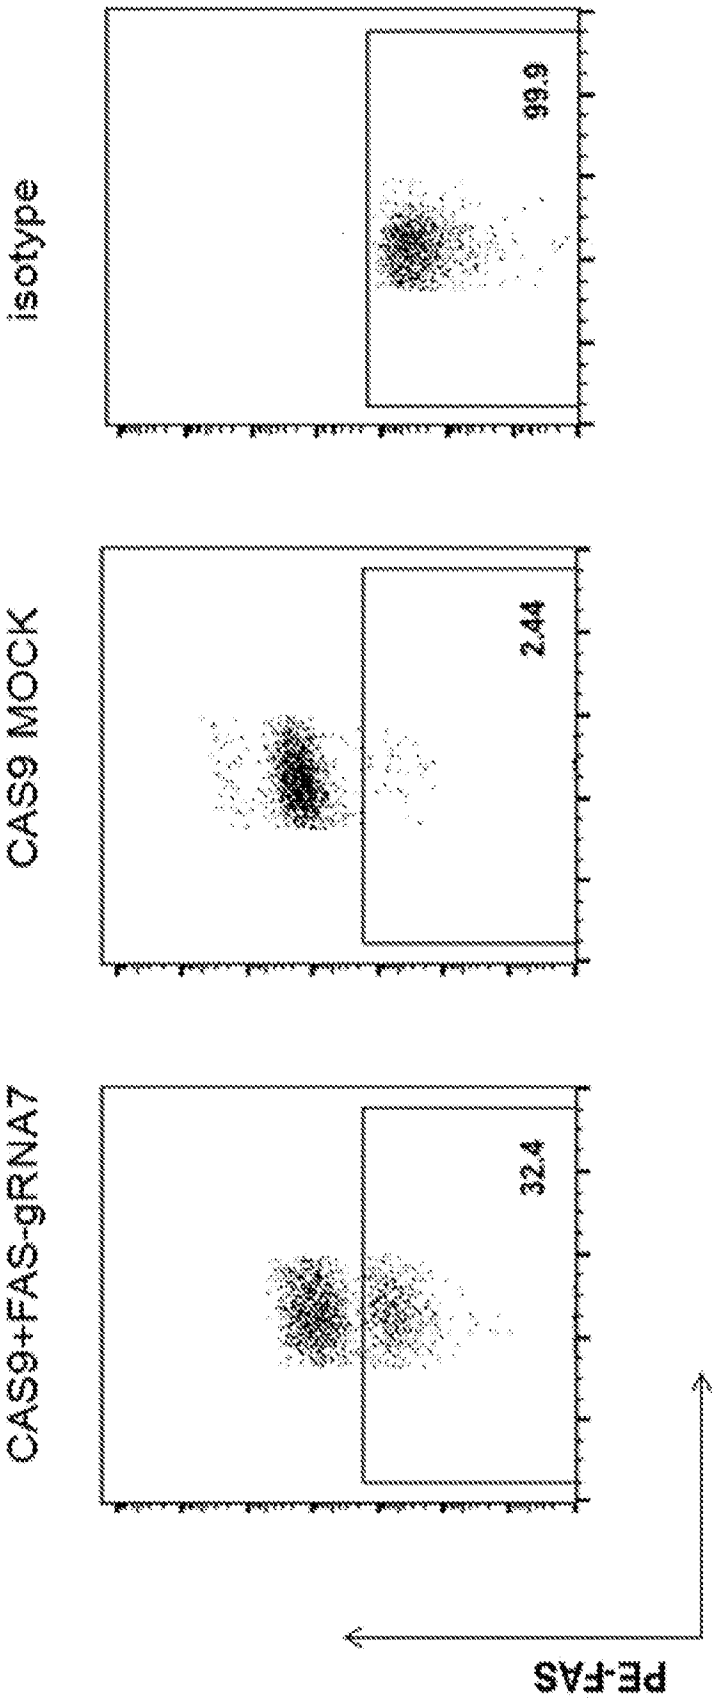 CAS9+FAS-gRNA7
CAS9 MOCK
isotype
32.4
2.44
99.9
PE-FAS